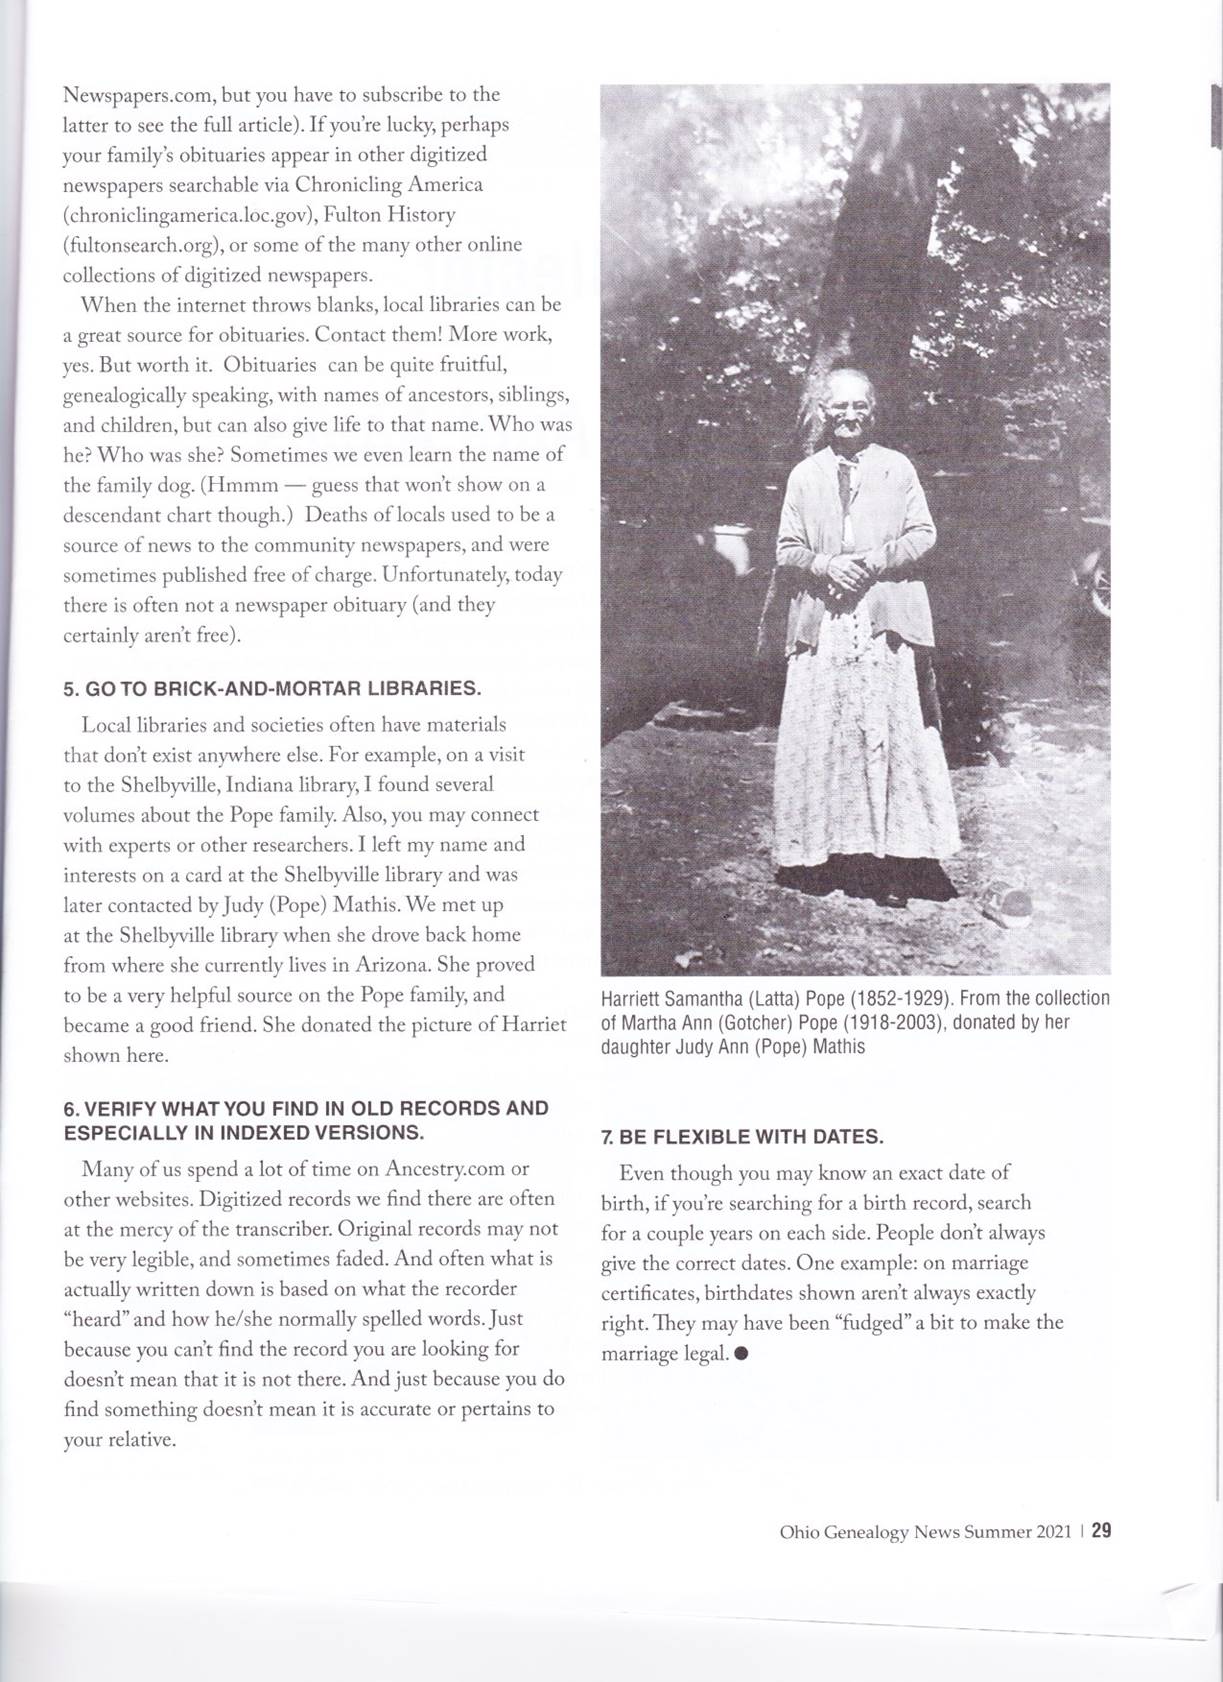 Newspapers.com, but you have to subscribe to the
latter to see the full article). If you're lucky, perhaps
your family's obituaries appear in other digitized
newspapers searchable via Chronicling America
(chroniclingamerica.loc.gov), Fulton History
(fultonsearch.org), or some of the many other online
collections of digitized newspapers.
When the internet throws blanks, local libraries can be
a great source for obituaries. Contact them! More work,
yes. But worth it. Obituaries can be quite fruitful,
genealogically speaking, with names of ancestors, siblings,
and children, but can also give life to that name. Who was
he? Who was she? Sometimes we even learn the name of
the family dog. (Hmmm — guess that won't show on a
descendant chart though.) Deaths of locals used to be a
source of news to the community newspapers, and were
sometimes published free of charge. Unfortunately, today
there is often not a newspaper obituary (and they
certainly aren't free).
5. GO TO BRICK-AND-MORTAR LIBRARIES.
Local libraries and societies often have materials
that don't exist anywhere else. For example, on a visit
to the Shelbyville, Indiana library, I found several
volumes about the Pope family. Also, you may connect
with experts or other researchers. I left my name and
interests on a card at the Shelbyville library and was
later contacted by Judy (Pope) Mathis. We met up
at the Shelbyville library when she drove back home
from where she currently lives in Arizona. She proved
to be a very helpful source on the Pope family, and
became a good friend. She donated the picture of Harriet
shown here.
6. VERIFY WHAT YOU FIND IN OLD RECORDS AND
ESPECIALLY IN INDEXED VERSIONS.
Many of us spend a lot of time on Ancestry.com or
other websites. Digitized records we find there are often
at the mercy of the transcriber. Original records may not
be very legible, and sometimes faded. And often what is
actually written down is based on what the recorder
“heard” and how he/she normally spelled words. Just
because you can't find the record you are looking for
doesn't mean that it is not there. And just because you do
find something doesn't mean it is accurate or pertains to
your relative.
Harriett Samantha (Latta) Pope (1852-1929). From the collection
of Martha Ann (Gotcher) Pope (1918-2003), donated by her
daughter Judy Ann (Pope) Mathis
7. BE FLEXIBLE WITH DATES.
Even though you may know an exact date of
birth, if you're searching for a birth record, search
for a couple years on each side. People don't always
give the correct dates. One example: on marriage
certificates, birthdates shown aren't always exactly
right. They may have been “fudged” a bit to make the
marriage legal. ●
Ohio Genealogy News Summer 2021 | 29